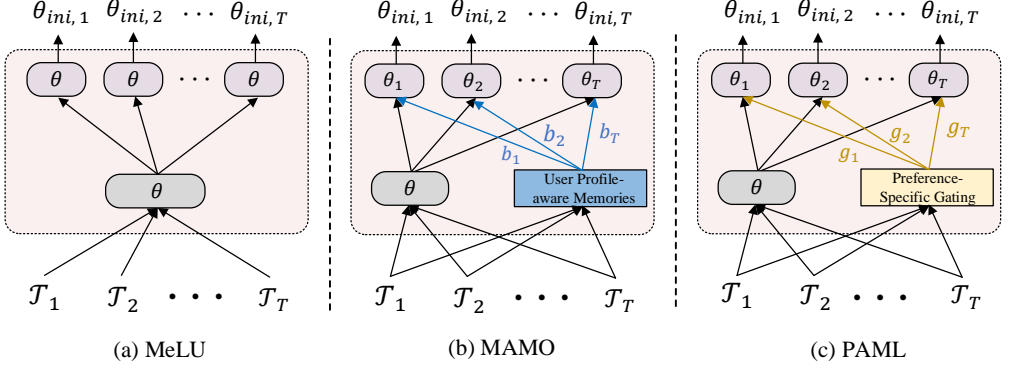 θ_{ini, 1} θ_{ini, 2} ··· θ_{ini, T}
θ θ ··· θ
θ
𝒯_1 𝒯_2 ··· 𝒯_T
(a) MeLU
θ_{ini, 1} θ_{ini, 2} ··· θ_{ini, T}
θ_1 θ_2 ··· θ_T
b_1 b_2 b_T
θ
User Profile-
aware Memories
𝒯_1 𝒯_2 ··· 𝒯_T
(b) MAMO
θ_{ini, 1} θ_{ini, 2} ··· θ_{ini, T}
θ_1 θ_2 ··· θ_T
g_1 g_2 g_T
θ
Preference-
Specific Gating
𝒯_1 𝒯_2 ··· 𝒯_T
(c) PAML